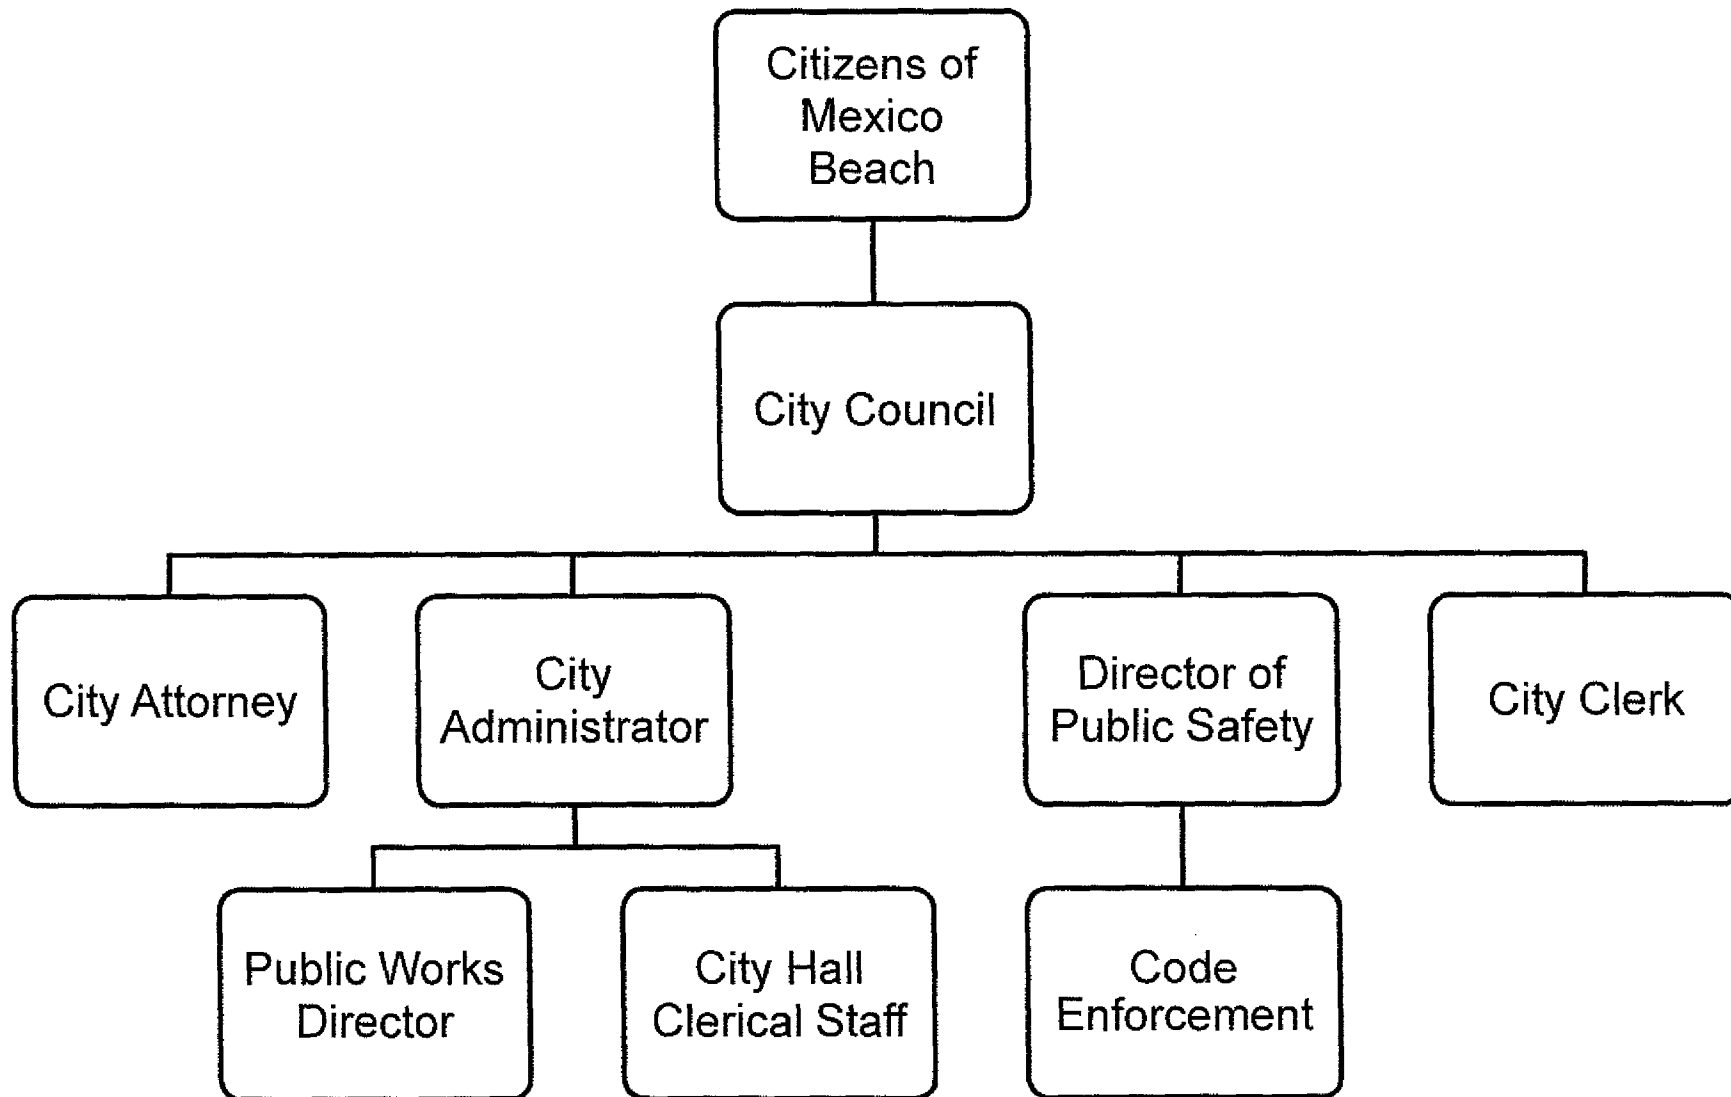 Citizens of
Mexico
Beach
City Council
City Attorney
City
Administrator
Director of
Public Safety
City Clerk
Public Works
Director
City Hall
Clerical Staff
Code
Enforcement